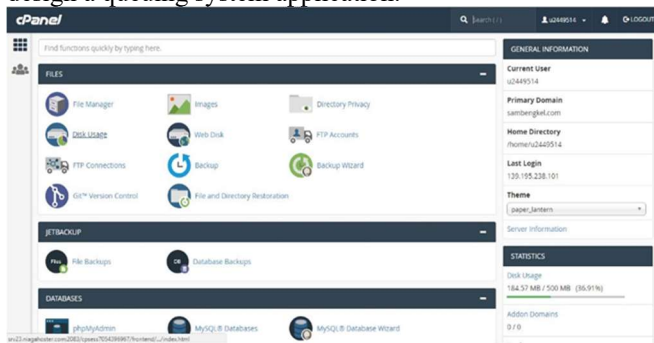 design a queuing system application.
cPanel
Search ( / )
u2449514
LOGOUT
Find functions quickly by typing here.
FILES
File Manager
Images
Directory Privacy
Disk Usage
Web Disk
FTP Accounts
FTP Connections
Backup
Backup Wizard
Git™ Version Control
File and Directory Restoration
JETBACKUP
Files
File Backups
DB
Database Backups
DATABASES
phpMyAdmin
MySQL® Databases
MySQL® Database Wizard
GENERAL INFORMATION
Current User
u2449514
Primary Domain
sambengkel.com
Home Directory
/home/u2449514
Last Login
139.195.238.101
Theme
paper_lantern
Server Information
STATISTICS
Disk Usage
184.57 MB / 500 MB (36.91%)
Addon Domains
0 / 0